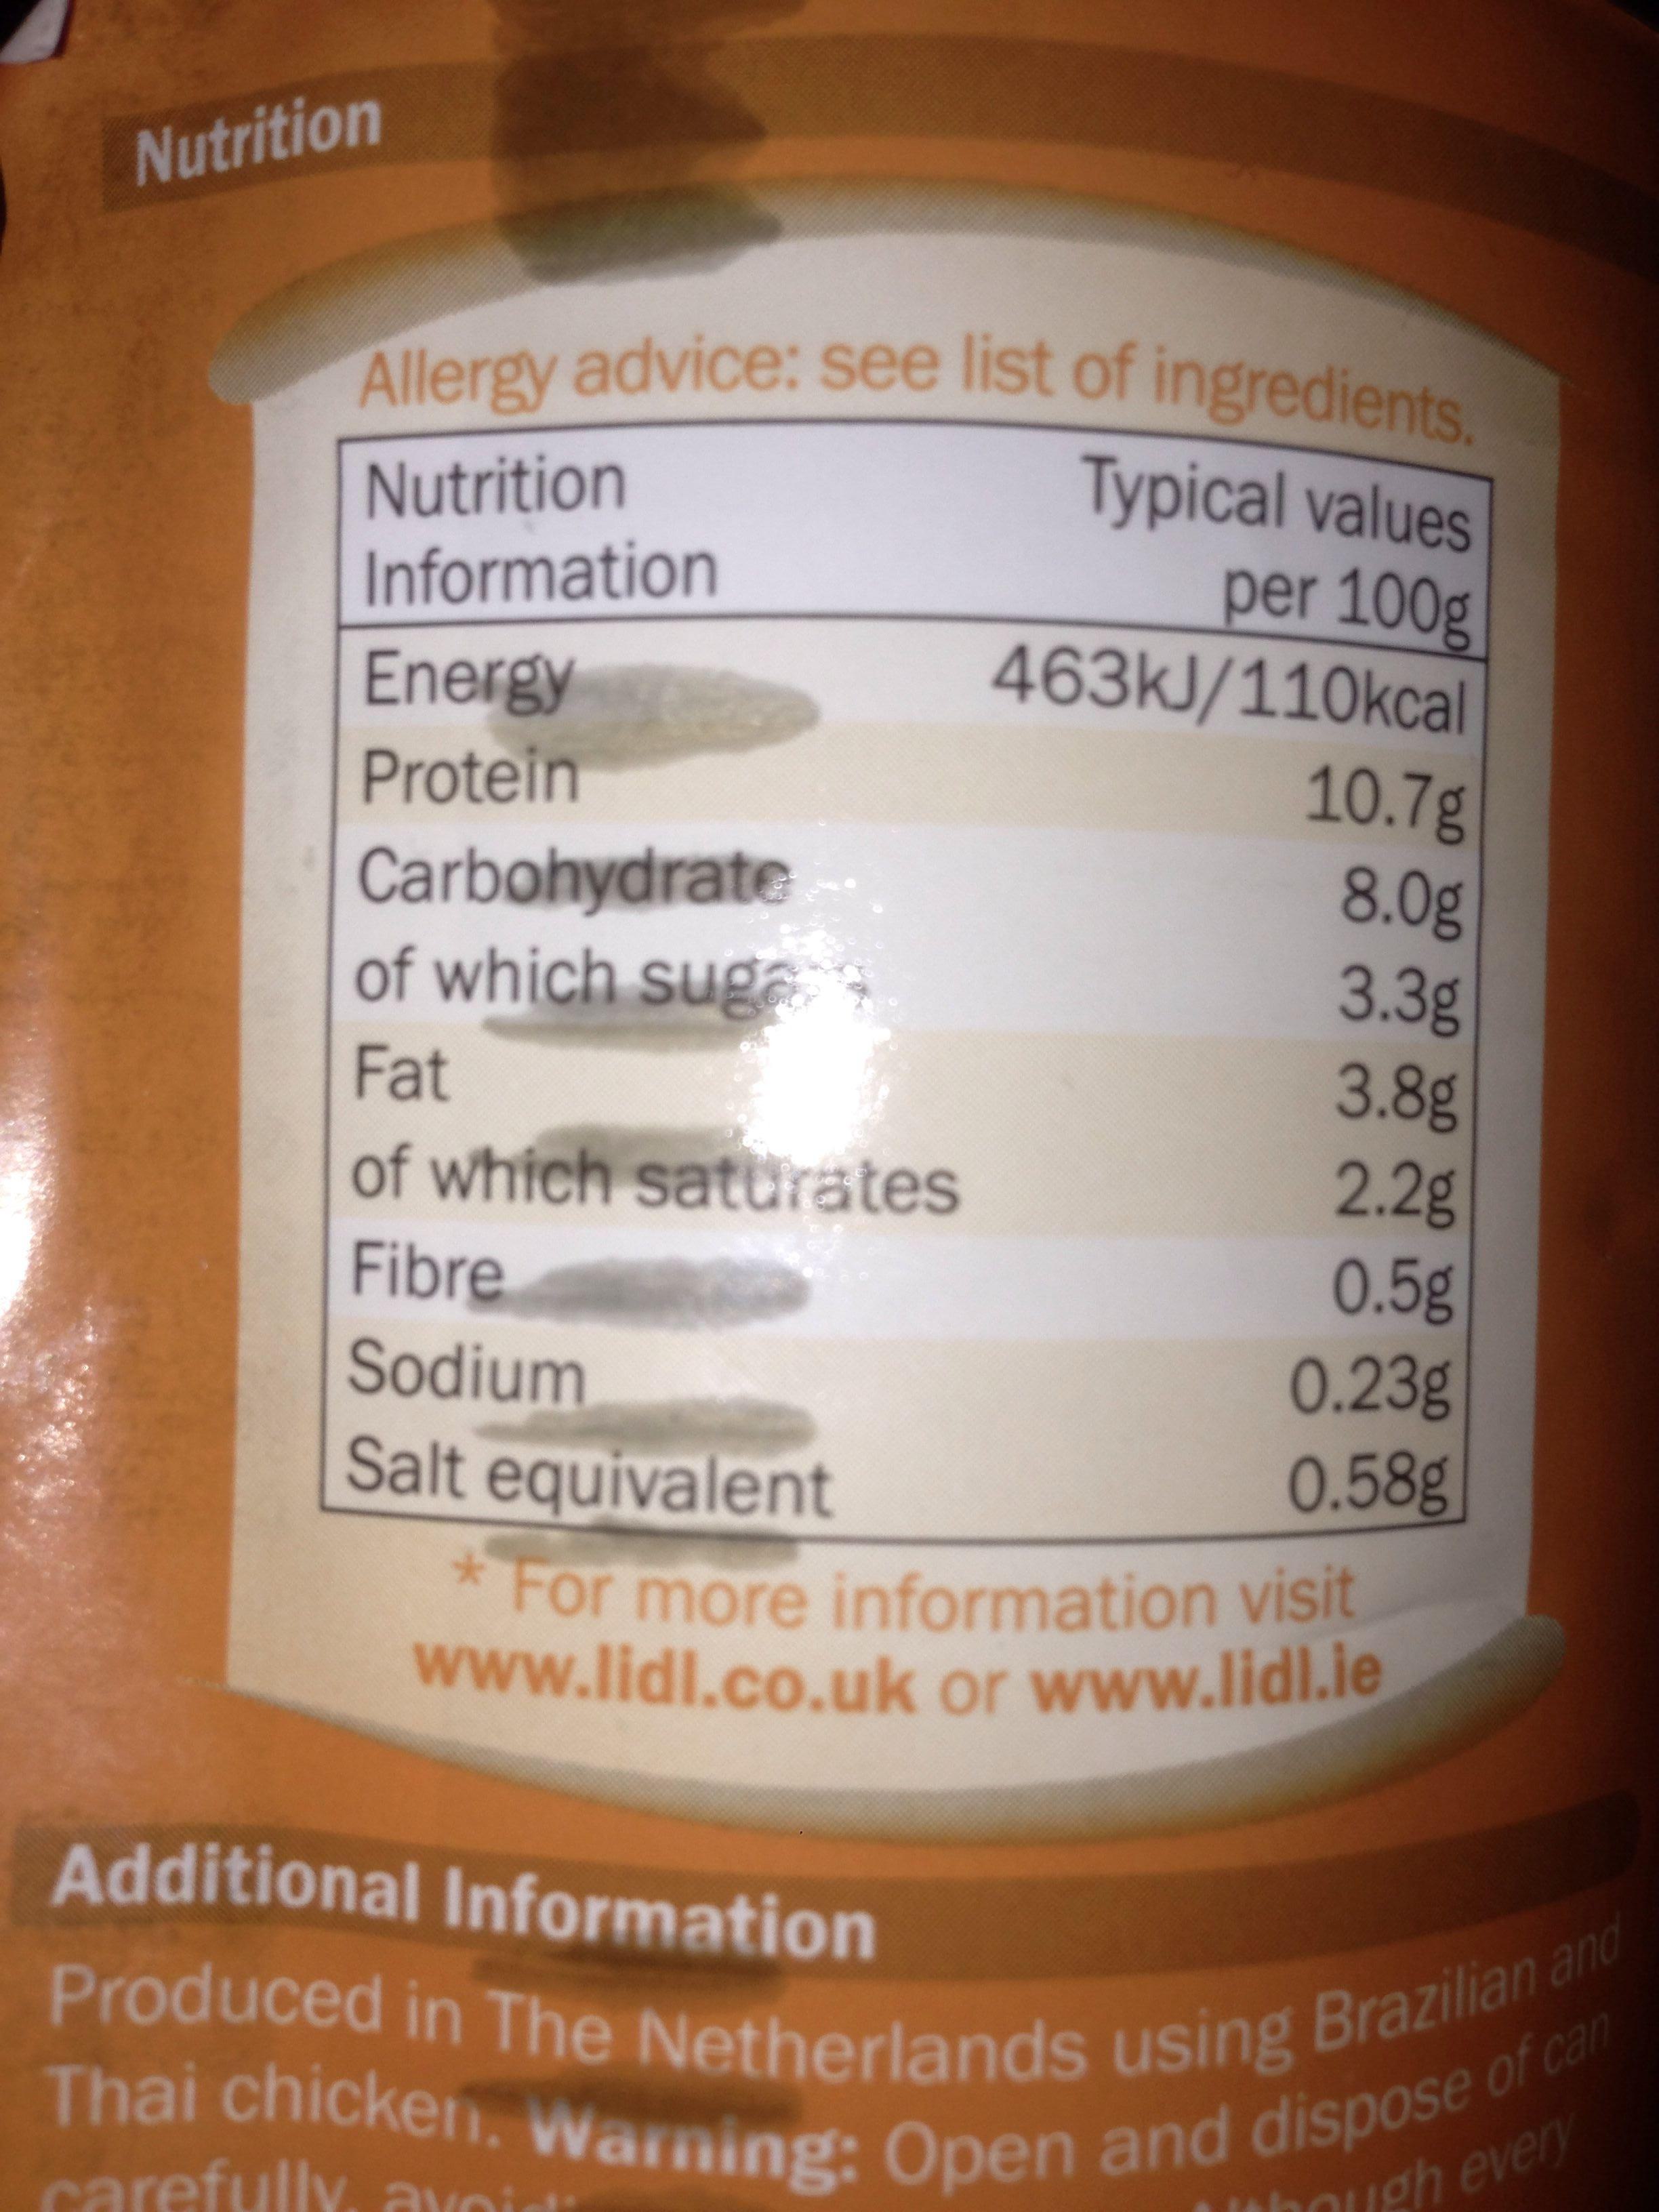 Nutrition
Allergy advice: see list of ingredients.
Nutrition Information Typical values per 100g
Energy 463kJ/110kcal
Protein 10.7g
Carbohydrate 8.0g
of which sugars 3.3g
Fat 3.8g
of which saturates 2.2g
Fibre 0.5g
Sodium 0.23g
Salt equivalent 0.58g
* For more information visit
www.lidl.co.uk or www.lidl.ie
Additional Information
Produced in The Netherlands using Brazilian and
Thai chicken. Warning: Open and dispose of can
carefully, every